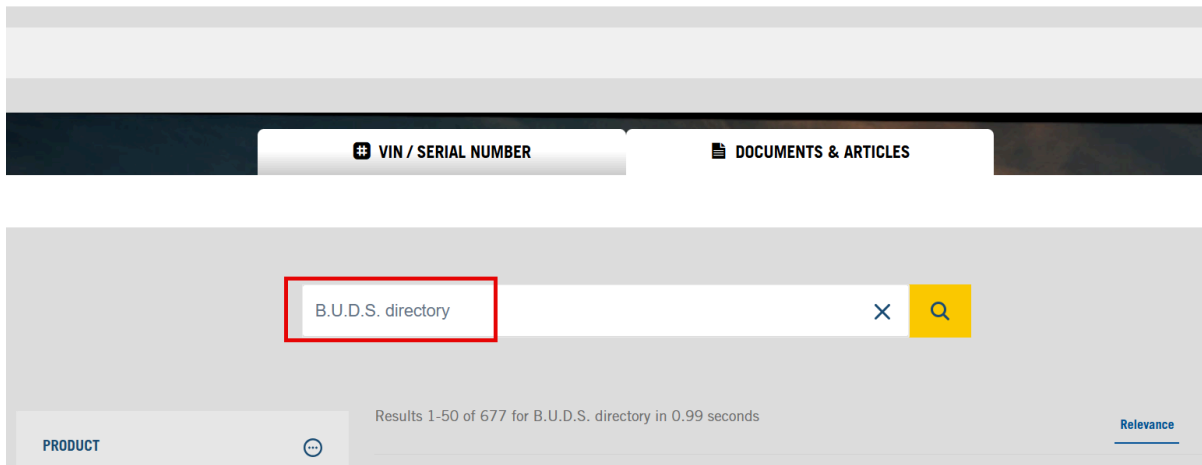 VIN / SERIAL NUMBER
DOCUMENTS & ARTICLES
B.U.D.S. directory
Results 1-50 of 677 for B.U.D.S. directory in 0.99 seconds
Relevance
PRODUCT